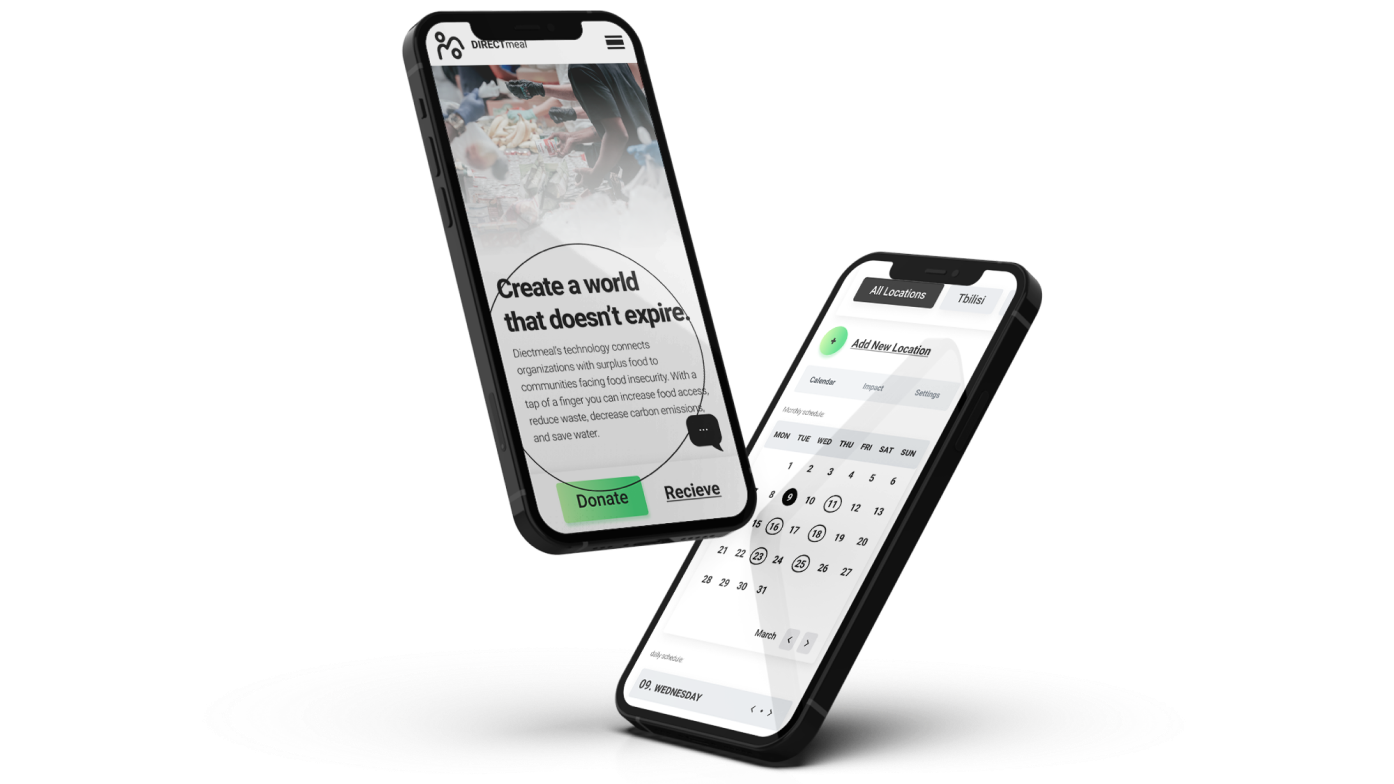 DIRECTmeal
Create a world
that doesn't expire.
Diectmeal's technology connects
organizations with surplus food to
communities facing food insecurity. With a
tap of a finger you can increase food access,
reduce waste, decrease carbon emissions,
and save water.
...
Donate Recieve
All Locations Tbilisi
+ Add New Location
Calendar Impact Settings
Monthly schedule
MON TUE WED THU FRI SAT SUN
1 2 3 4 5 6
8 9 10 11 12 13
15 16 17 18 19 20
21 22 23 24 25 26 27
28 29 30 31
March < >
daily schedule
09. WEDNESDAY < • >